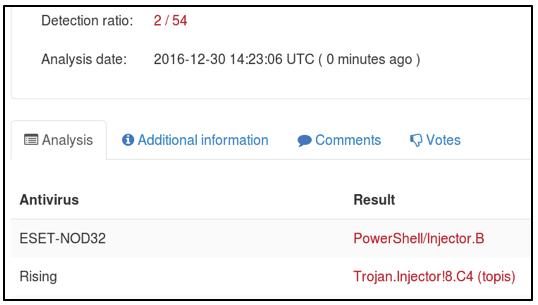 Detection ratio: 2 / 54
Analysis date: 2016-12-30 14:23:06 UTC ( 0 minutes ago )
Analysis Additional information Comments Votes
Antivirus Result
ESET-NOD32 PowerShell/Injector.B
Rising Trojan.Injector!8.C4 (topis)